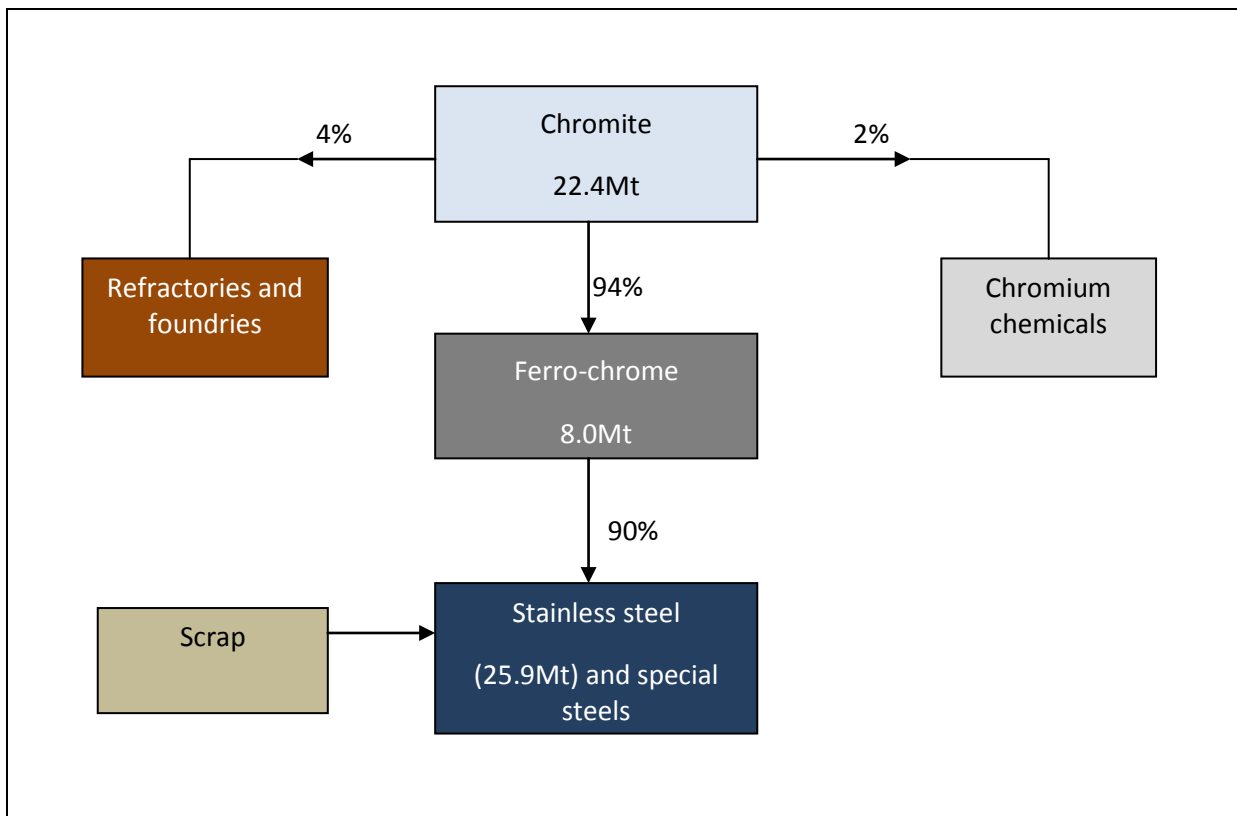 Chromite
22.4Mt
4%
2%
Refractories and
foundries
94%
Chromium
chemicals
Ferro-chrome
8.0Mt
90%
Scrap
Stainless steel
(25.9Mt) and special
steels